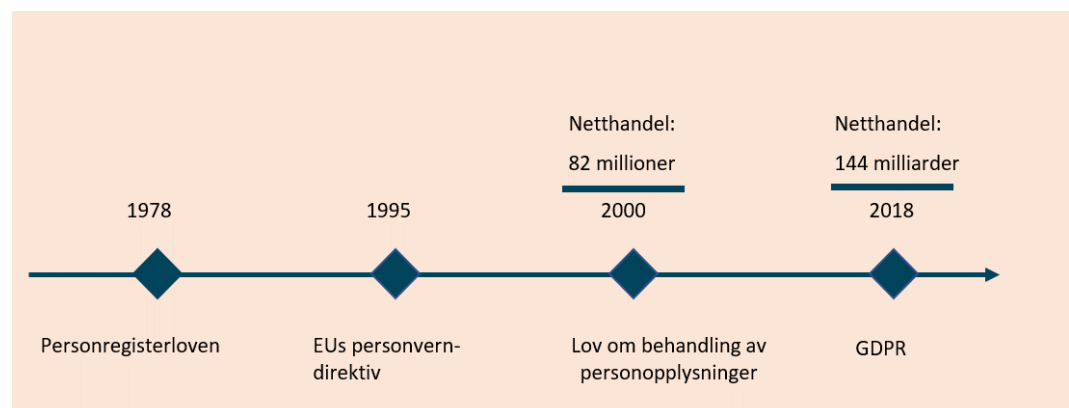 Netthandel:
82 millioner
Netthandel:
144 milliarder
1978
1995
2000
2018
Personregisterloven
EUs personvern-
direktiv
Lov om behandling av
personopplysninger
GDPR